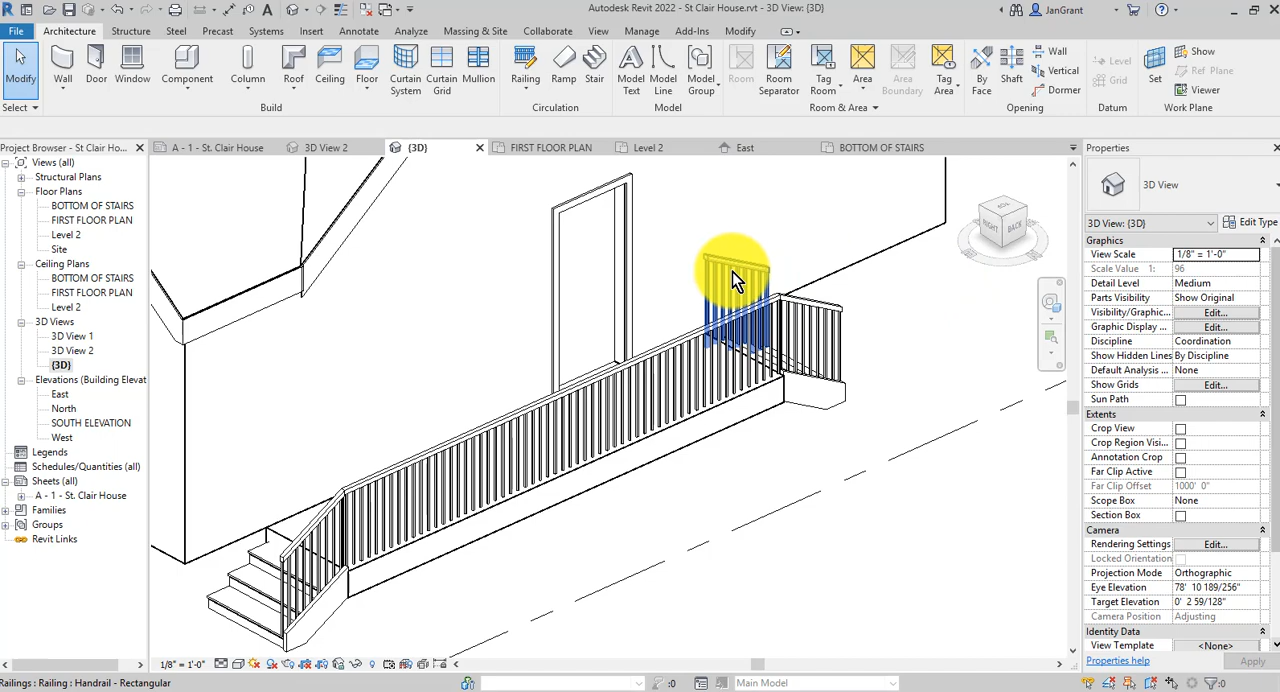 Autodesk Revit 2022 - St Clair House.rvt - 3D View: {3D}
JanGrant
File
Architecture
Structure
Steel
Precast
Systems
Insert
Annotate
Analyze
Massing & Site
Collaborate
View
Manage
Add-Ins
Modify
Modify
Wall
Door
Window
Component
Column
Roof
Ceiling
Floor
Curtain System
Curtain Grid
Mullion
Railing
Ramp
Stair
Model Text
Model Line
Model Group
Room
Room Separator
Tag Room
Area
Area Boundary
Tag Area
By Face
Shaft
Wall
Vertical
Dormer
Level
Grid
Set
Show
Ref Plane
Viewer
Select
Build
Circulation
Model
Room & Area
Opening
Datum
Work Plane
Project Browser - St Clair Ho...
A - 1 - St. Clair House
3D View 2
{3D}
FIRST FLOOR PLAN
Level 2
East
BOTTOM OF STAIRS
Properties
Views (all)
Structural Plans
Floor Plans
BOTTOM OF STAIRS
FIRST FLOOR PLAN
Level 2
Site
Ceiling Plans
BOTTOM OF STAIRS
FIRST FLOOR PLAN
Level 2
3D Views
3D View 1
3D View 2
{3D}
Elevations (Building Elevat
East
North
SOUTH ELEVATION
West
Legends
Schedules/Quantities (all)
Sheets (all)
A - 1 - St. Clair House
Families
Groups
Revit Links
RIGHT
BACK
3D View
3D View: {3D}
Edit Type
Graphics
View Scale 1/8" = 1'-0"
Scale Value 1: 96
Detail Level Medium
Parts Visibility Show Original
Visibility/Graphic... Edit...
Graphic Display ... Edit...
Discipline Coordination
Show Hidden Lines By Discipline
Default Analysis ... None
Show Grids Edit...
Sun Path
Extents
Crop View
Crop Region Visi...
Annotation Crop
Far Clip Active
Far Clip Offset 1000' 0"
Scope Box None
Section Box
Camera
Rendering Settings Edit...
Locked Orientation
Projection Mode Orthographic
Eye Elevation 78' 10 189/256"
Target Elevation 0' 2 59/128"
Camera Position Adjusting
Identity Data
View Template <None>
Properties help
Apply
1/8" = 1'-0"
Railings : Railing : Handrail - Rectangular
:0
Main Model
:0